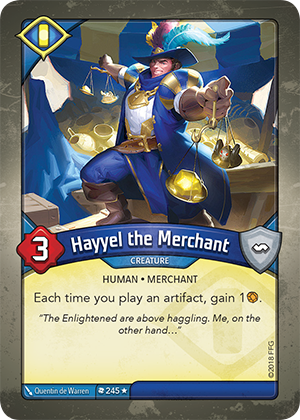 3
Hayyel the Merchant
CREATURE
HUMAN • MERCHANT
Each time you play an artifact, gain 1.
"The Enlightened are above haggling. Me, on the
other hand…"
Quentin de Warren
245 ★
©2018 FFG